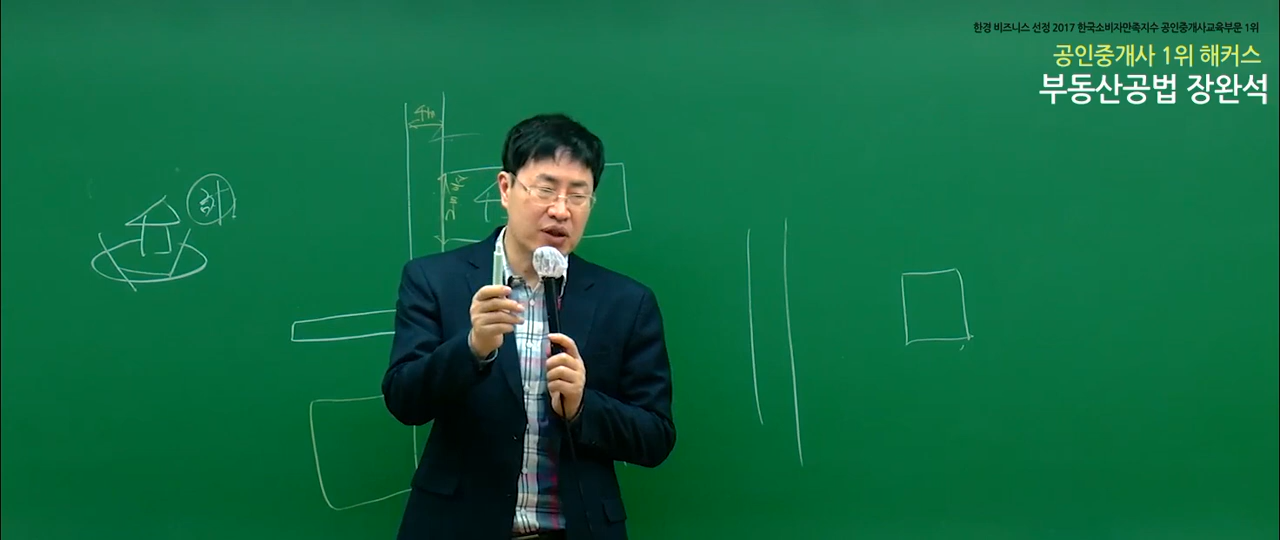 한경 비즈니스 선정 2017 한국소비자만족지수 공인중개사교육부문 1위
공인중개사 1위 해커스
부동산공법 장완석
4m
허